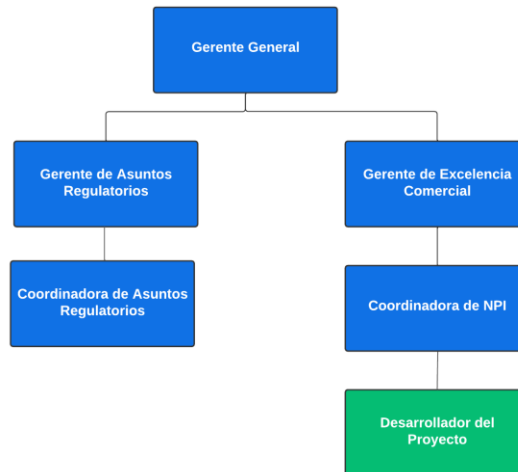 Gerente General
Gerente de Asuntos
Regulatorios
Gerente de Excelencia
Comercial
Coordinadora de Asuntos
Regulatorios
Coordinadora de NPI
Desarrollador del
Proyecto